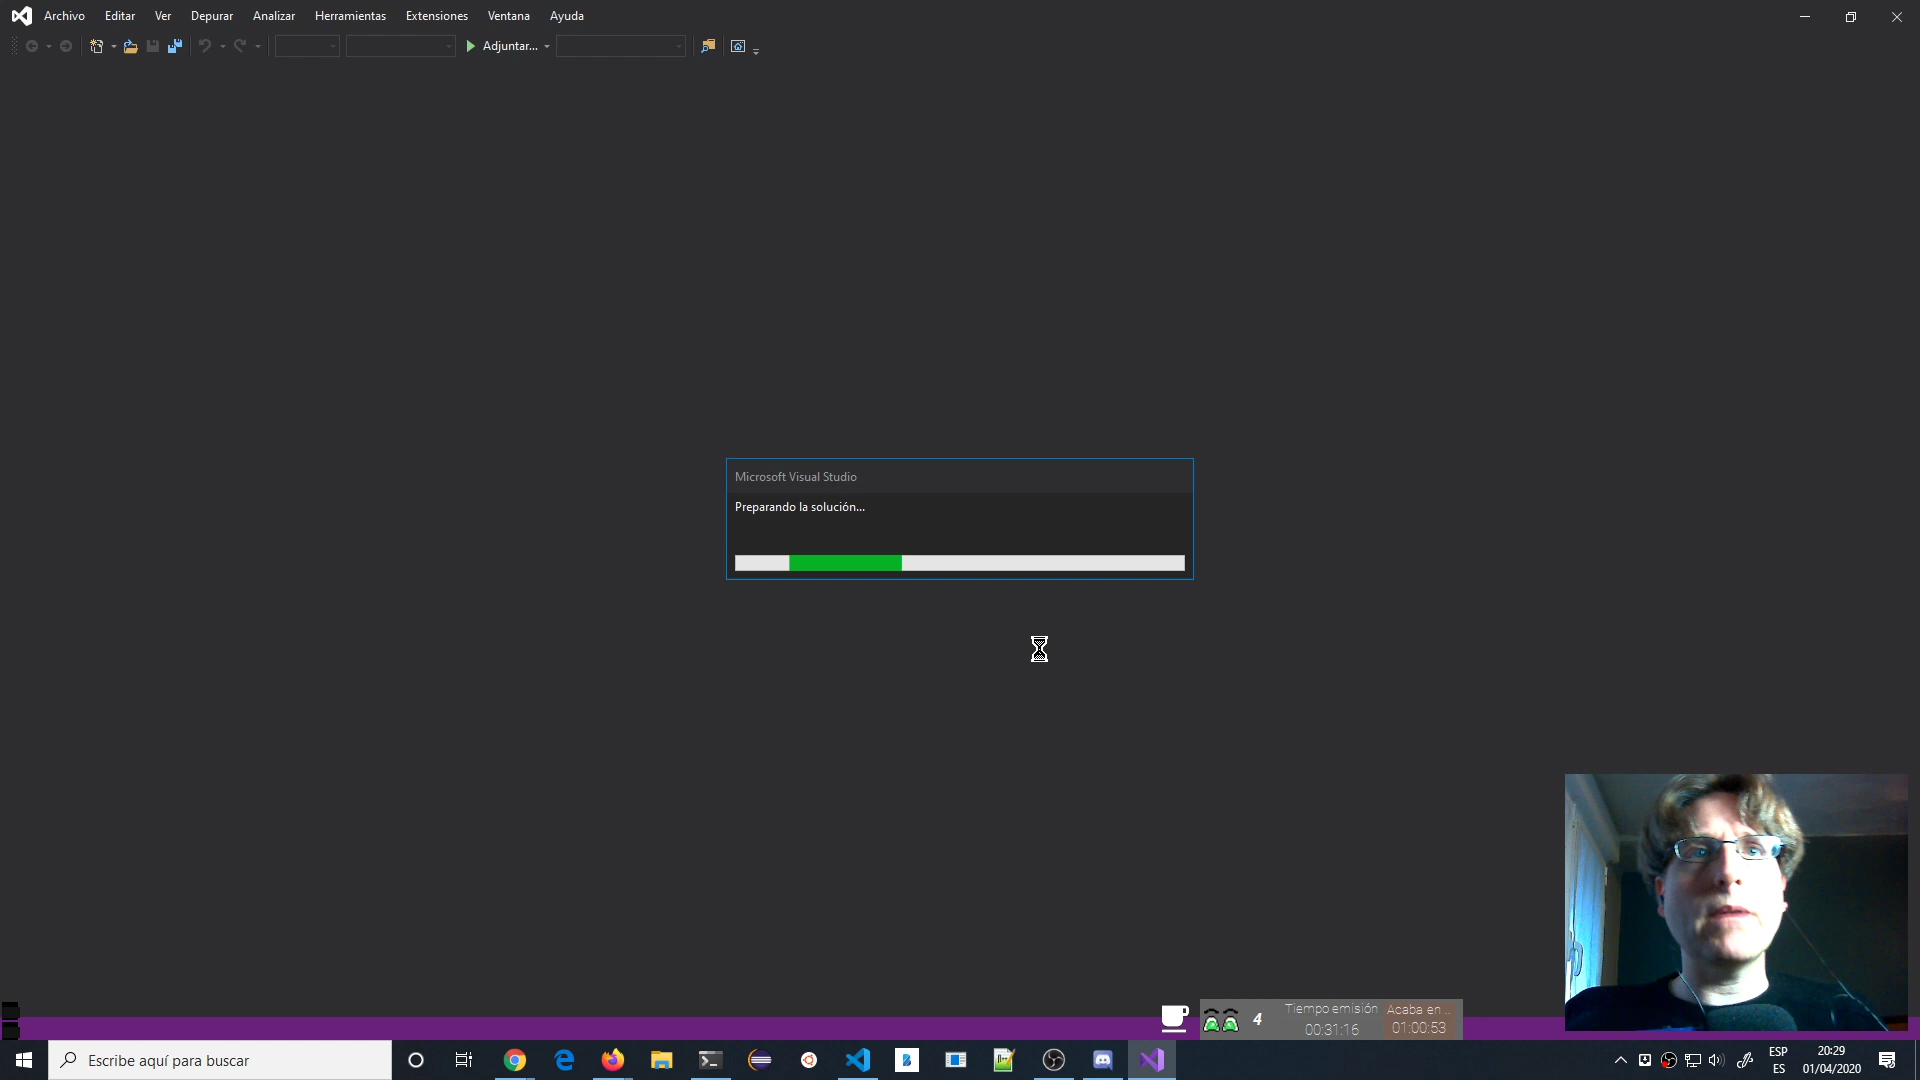 Archivo Editar Ver Depurar Analizar Herramientas Extensiones Ventana Ayuda
Adjuntar...
Microsoft Visual Studio
Preparando la solución...
4 Tiempo emisión Acaba en ..
00:31:16 01:00:53
Escribe aquí para buscar
ESP 20:29
ES 01/04/2020